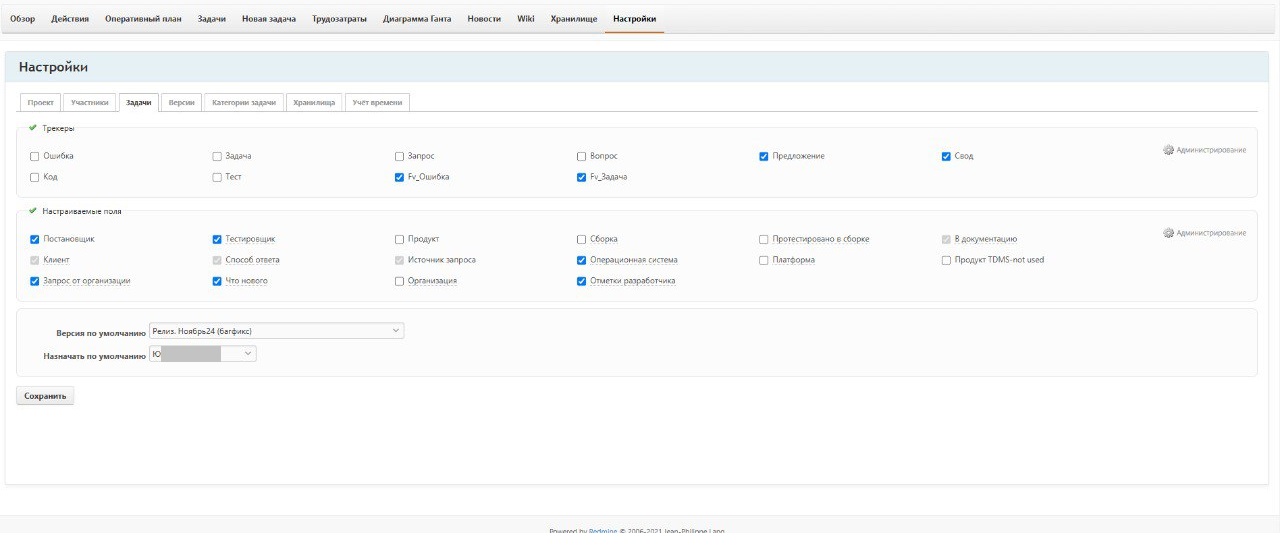 Обзор Действия Оперативный план Задачи Новая задача Трудозатраты Диаграмма Ганта Новости Wiki Хранилище Настройки
Настройки
Проект Участники Задачи Версии Категории задачи Хранилища Учёт времени
Трекеры
Ошибка Задача Запрос Вопрос Предложение Свод Администрирование
Код Тест Fv_Ошибка Fv_Задача
Настраиваемые поля
Постановщик Тестировщик Продукт Сборка Протестировано в сборке В документацию Администрирование
Клиент Способ ответа Источник запроса Операционная система Платформа Продукт TDMS-not used
Запрос от организации Что нового Организация Отметки разработчика
Версия по умолчанию Релиз. Ноябрь24 (багфикс)
Назначать по умолчанию Ю
Сохранить
Powered by Redmine © 2006-2021 Jean-Philippe Lang